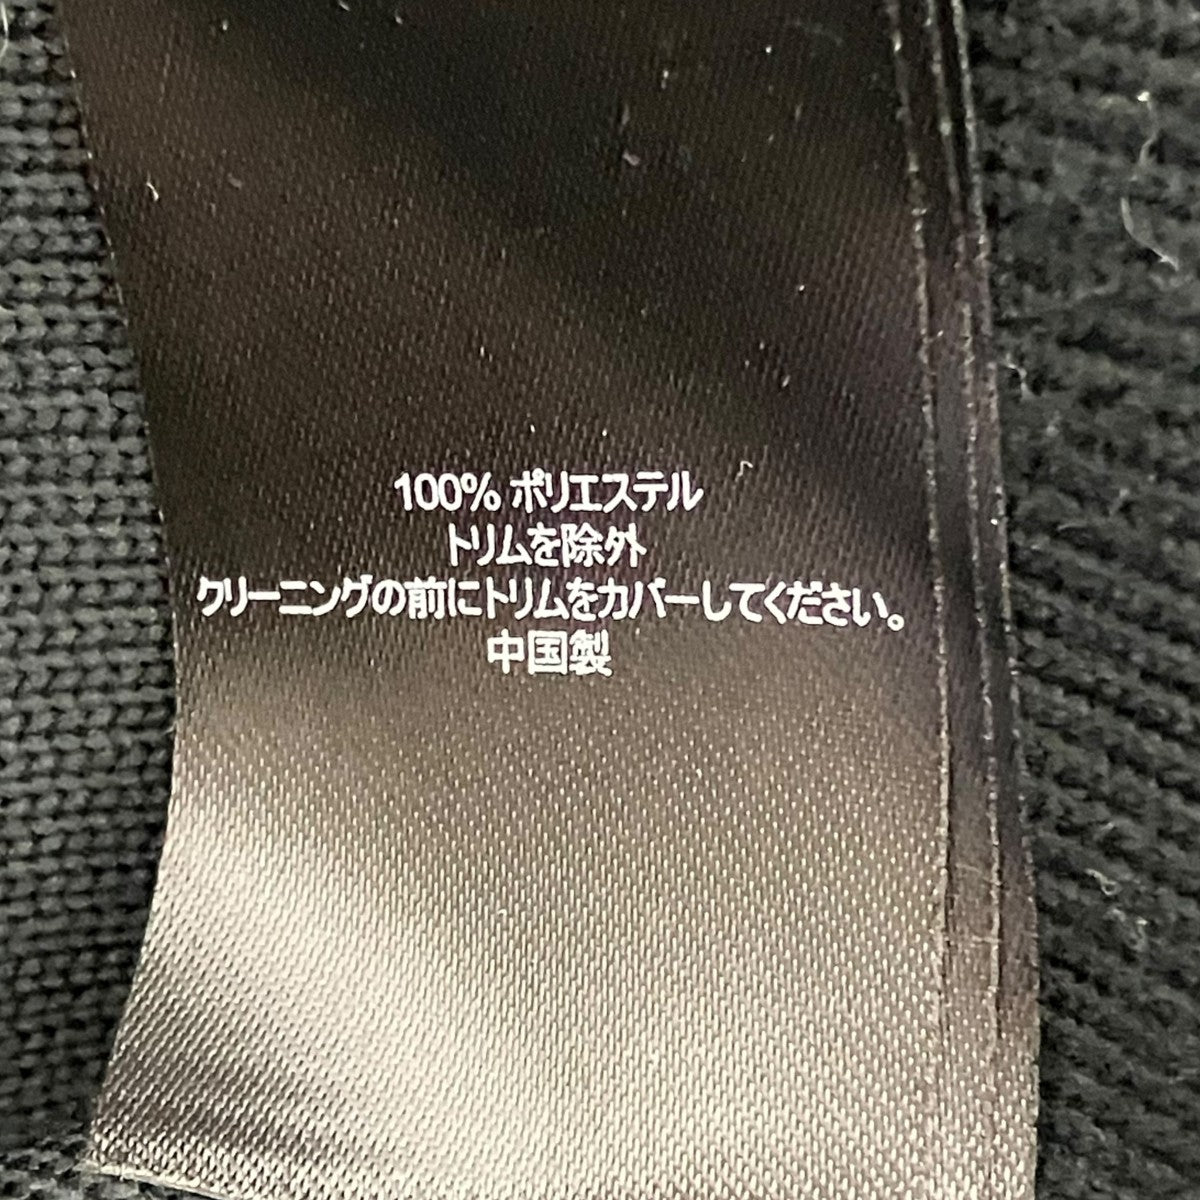 100% ポリエステル
トリムを除外
クリーニングの前にトリムをカバーしてください。
中国製